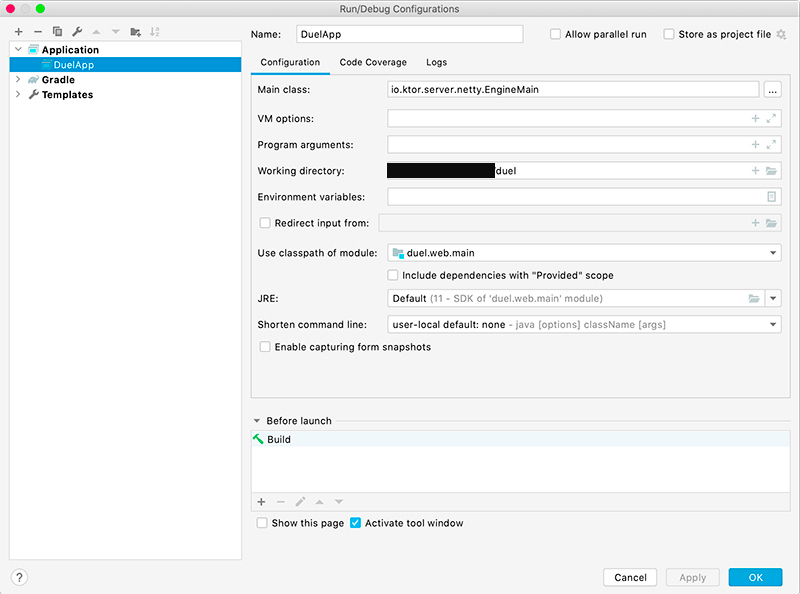 Run/Debug Configurations
Application
DuelApp
Gradle
Templates
Name: DuelApp
Allow parallel run
Store as project file
Configuration
Code Coverage
Logs
Main class: io.ktor.server.netty.EngineMain ...
VM options:
Program arguments:
Working directory: /duel
Environment variables:
Redirect input from:
Use classpath of module: duel.web.main
Include dependencies with "Provided" scope
JRE: Default (11 - SDK of 'duel.web.main' module)
Shorten command line: user-local default: none - java [options] className [args]
Enable capturing form snapshots
Before launch
Build
Show this page
Activate tool window
?
Cancel
Apply
OK